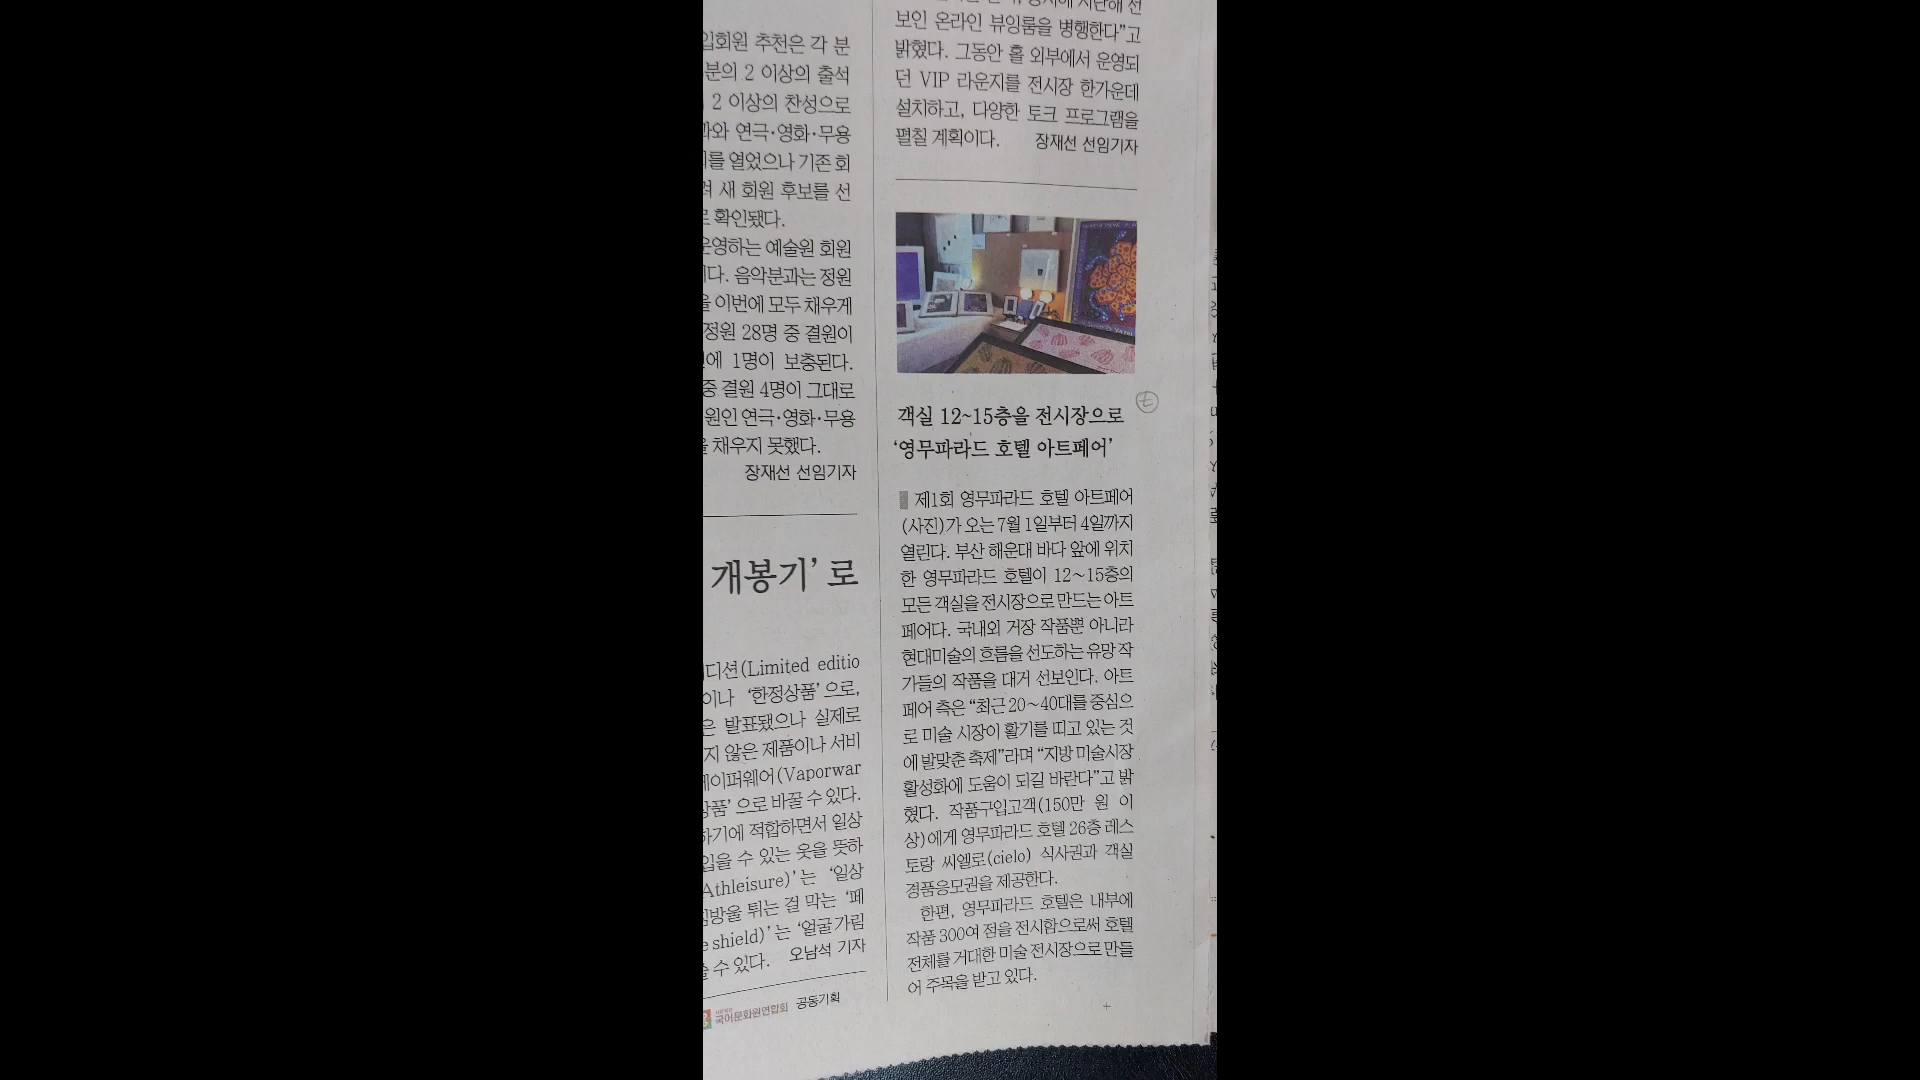 입회원 추천은 각 분
분의 2 이상의 출석
2 이상의 찬성으로
연극·영화·무용
를 열었으나 기존 회
새 회원 후보를 선
확인됐다.
운영하는 예술원 회원
다. 음악분과는 정원
이번에 모두 채우게
정원 28명 중 결원이
에 1명이 보충된다.
중 결원 4명이 그대로
원인 연극·영화·무용
채우지 못했다.
장재선 선임기자
개봉기’로
디션(Limited editio
이나 ‘한정상품’으로,
은 발표됐으나 실제로
지 않은 제품이나 서비
이퍼웨어(Vaporwar
상품’으로 바꿀 수 있다.
하기에 적합하면서 일상
입을 수 있는 옷을 뜻하
Athleisure)’는 ‘일상
방울 튀는 걸 막는 ‘페
e shield)’는 ‘얼굴가림
수 있다. 오남석 기자
국어문화원연합회 공동기획
지난해 선
보인 온라인 뷰잉룸을 병행한다”고
밝혔다. 그동안 홀 외부에서 운영되
던 VIP 라운지를 전시장 한가운데
설치하고, 다양한 토크 프로그램을
펼칠 계획이다. 장재선 선임기자
객실 12~15층을 전시장으로
‘영무파라드 호텔 아트페어’
제1회 영무파라드 호텔 아트페어
(사진)가 오는 7월 1일부터 4일까지
열린다. 부산 해운대 바다 앞에 위치
한 영무파라드 호텔이 12～15층의
모든 객실을 전시장으로 만드는 아트
페어다. 국내외 거장 작품뿐 아니라
현대미술의 흐름을 선도하는 유망 작
가들의 작품을 대거 선보인다. 아트
페어 측은 “최근 20～40대를 중심으
로 미술 시장이 활기를 띠고 있는 것
에 발맞춘 축제”라며 “지방 미술시장
활성화에 도움이 되길 바란다”고 밝
혔다. 작품구입고객(150만 원 이
상)에게 영무파라드 호텔 26층 레스
토랑 씨엘로(cielo) 식사권과 객실
경품응모권을 제공한다.
한편, 영무파라드 호텔은 내부에
작품 300여 점을 전시함으로써 호텔
전체를 거대한 미술 전시장으로 만들
어 주목을 받고 있다.